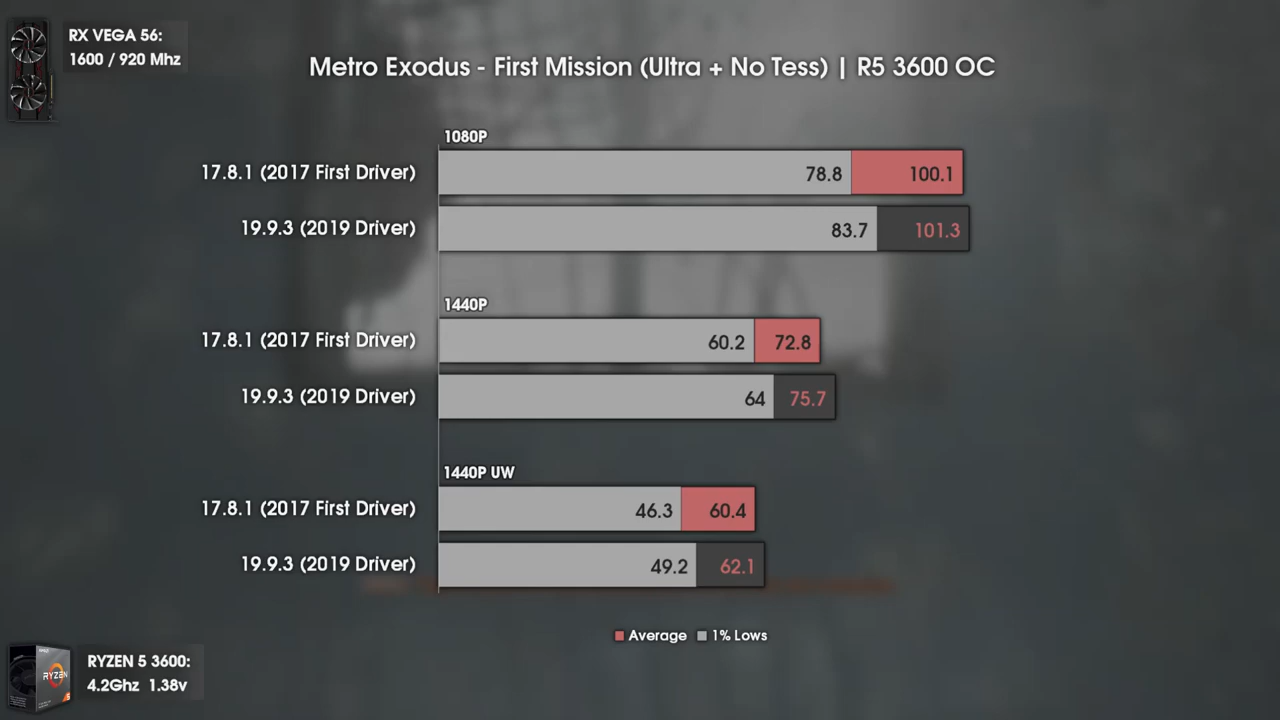 RX VEGA 56:
1600 / 920 Mhz
Metro Exodus - First Mission (Ultra + No Tess) | R5 3600 OC
1080P
17.8.1 (2017 First Driver) 78.8 100.1
19.9.3 (2019 Driver) 83.7 101.3
1440P
17.8.1 (2017 First Driver) 60.2 72.8
19.9.3 (2019 Driver) 64 75.7
1440P UW
17.8.1 (2017 First Driver) 46.3 60.4
19.9.3 (2019 Driver) 49.2 62.1
Average 1% Lows
RYZEN
RYZEN 5 3600:
4.2Ghz 1.38v